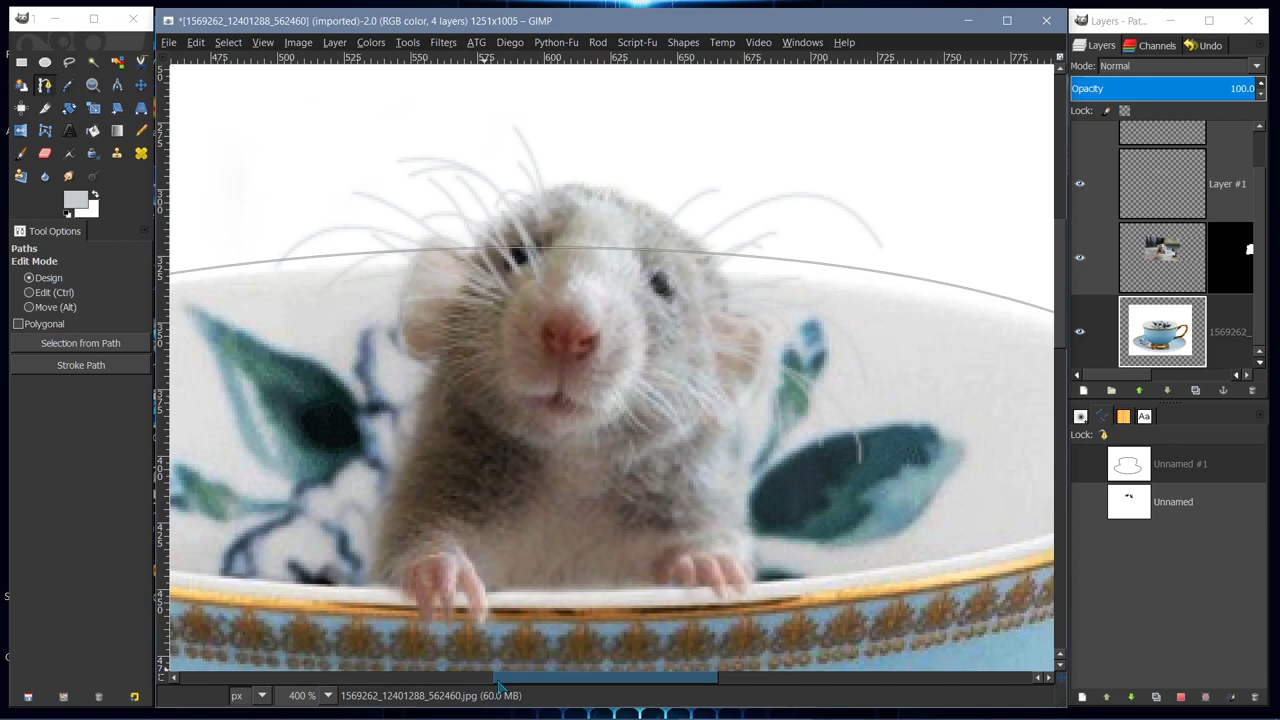 *[1569262_12401288_562460] (imported)-2.0 (RGB color, 4 layers) 1251x1005 – GIMP
Layers - Pat...
File Edit Select View Image Layer Colors Tools Filters ATG Diego Python-Fu Rod Script-Fu Shapes Temp Video Windows Help
Layers Channels Undo
475 500 525 550 575 600 625 650 675 700 725 750 775
Mode: Normal
Opacity 100.0
Lock:
Layer #1
Tool Options
Paths
Edit Mode
Design
Edit (Ctrl)
Move (Alt)
Polygonal
Selection from Path
Stroke Path
1569262_
Aa
Lock:
Unnamed #1
Unnamed
px 400 % 1569262_12401288_562460.jpg (60.0 MB)